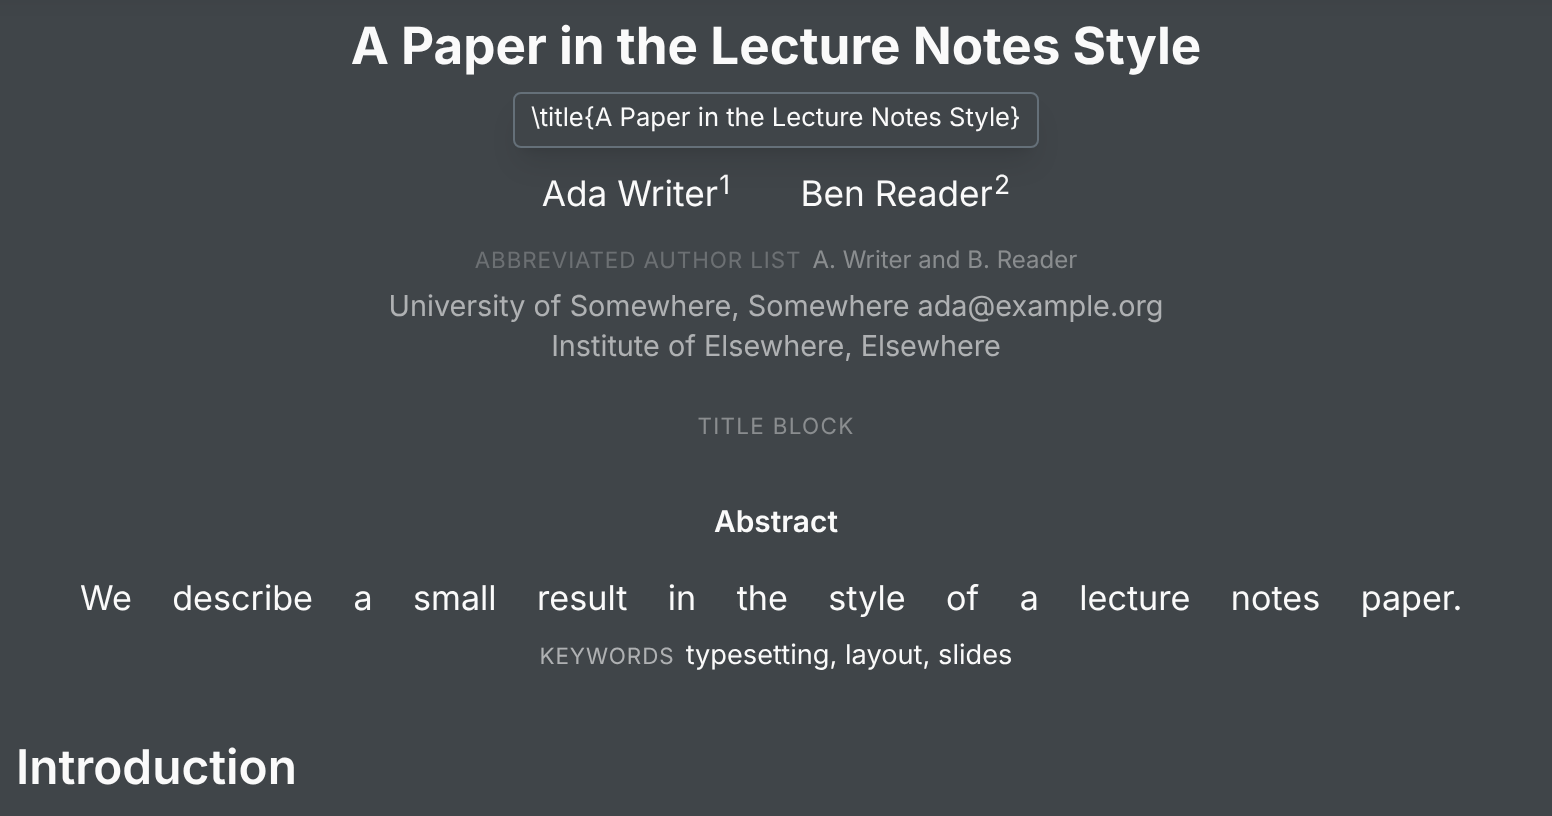 A Paper in the Lecture Notes Style
\title{A Paper in the Lecture Notes Style}
Ada Writer¹ Ben Reader²
ABBREVIATED AUTHOR LIST A. Writer and B. Reader
University of Somewhere, Somewhere ada@example.org
Institute of Elsewhere, Elsewhere
TITLE BLOCK
Abstract
We describe a small result in the style of a lecture notes paper.
KEYWORDS typesetting, layout, slides
Introduction